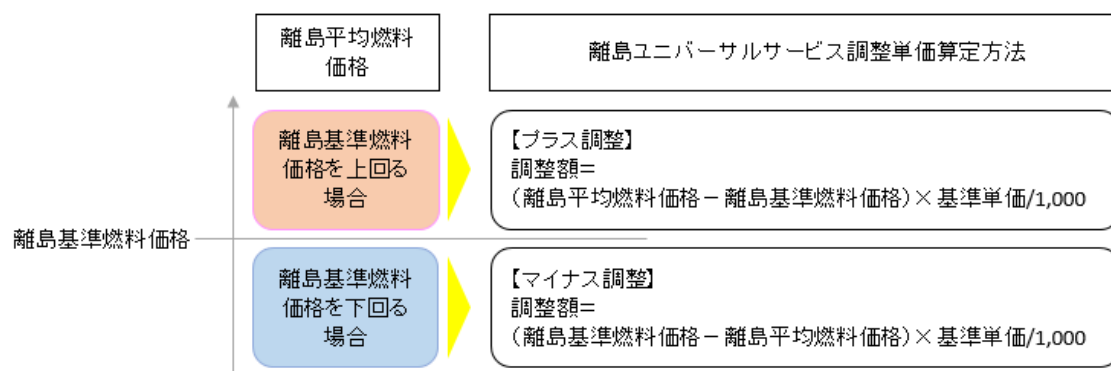 離島平均燃料
価格
離島ユニバーサルサービス調整単価算定方法
離島基準燃料
価格を上回る
場合
【プラス調整】
調整額=
(離島平均燃料価格-離島基準燃料価格)×基準単価/1,000
離島基準燃料価格
離島基準燃料
価格を下回る
場合
【マイナス調整】
調整額=
(離島基準燃料価格-離島平均燃料価格)×基準単価/1,000